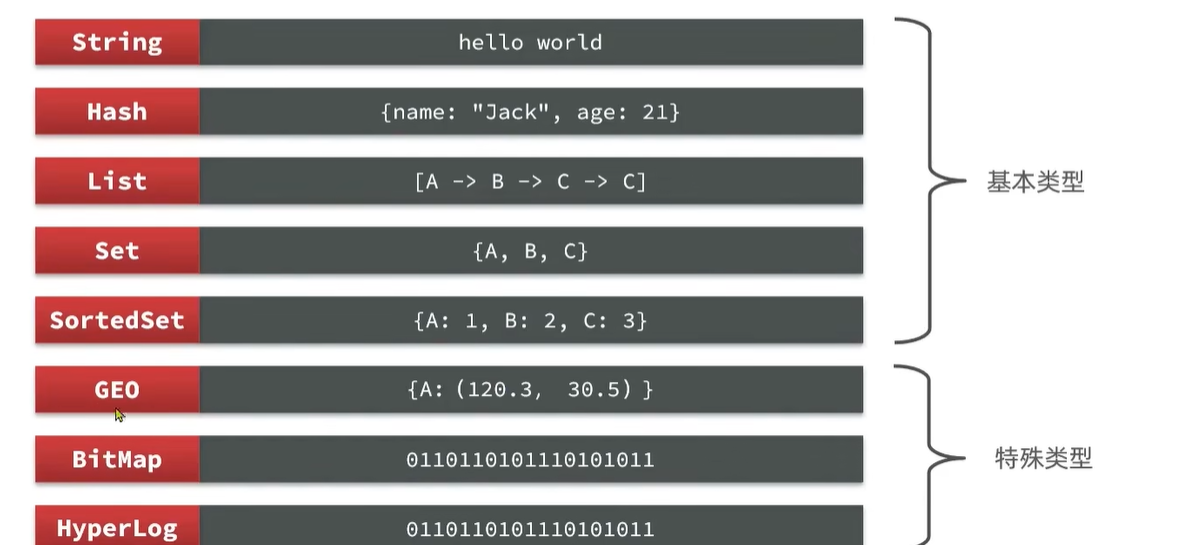 String hello world
Hash {name: "Jack", age: 21}
List [A -> B -> C -> C]
Set {A, B, C}
SortedSet {A: 1, B: 2, C: 3}
基本类型
GEO {A: (120.3, 30.5) }
BitMap 0110110101110101011
特殊类型
HyperLog 0110110101110101011